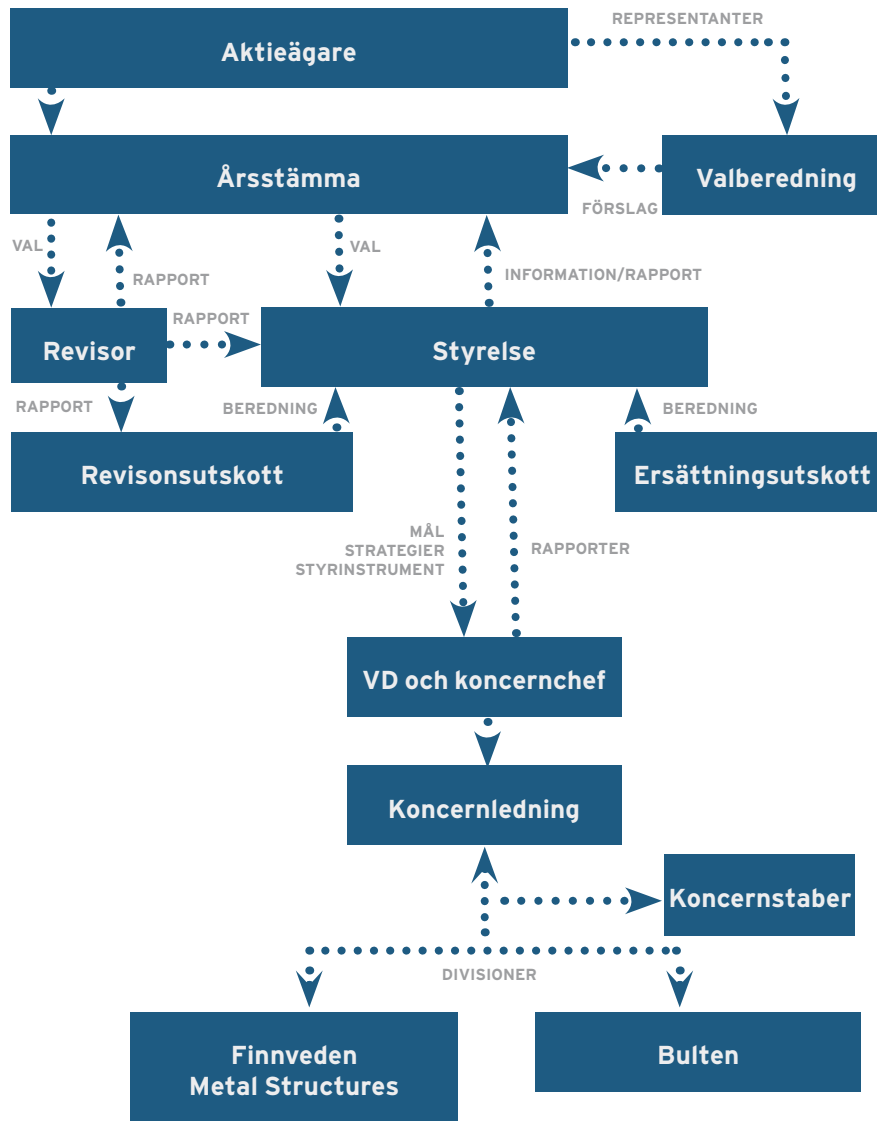 REPRESENTANTER
Aktieägare
Årsstämma
Valberedning
FÖRSLAG
VAL
RAPPORT
VAL
INFORMATION/RAPPORT
RAPPORT
Revisor
Styrelse
RAPPORT
BEREDNING
BEREDNING
Revisonsutskott
Ersättningsutskott
MÅL
STRATEGIER
STYRINSTRUMENT
RAPPORTER
VD och koncernchef
Koncernledning
Koncernstaber
DIVISIONER
Finnveden
Metal Structures
Bulten